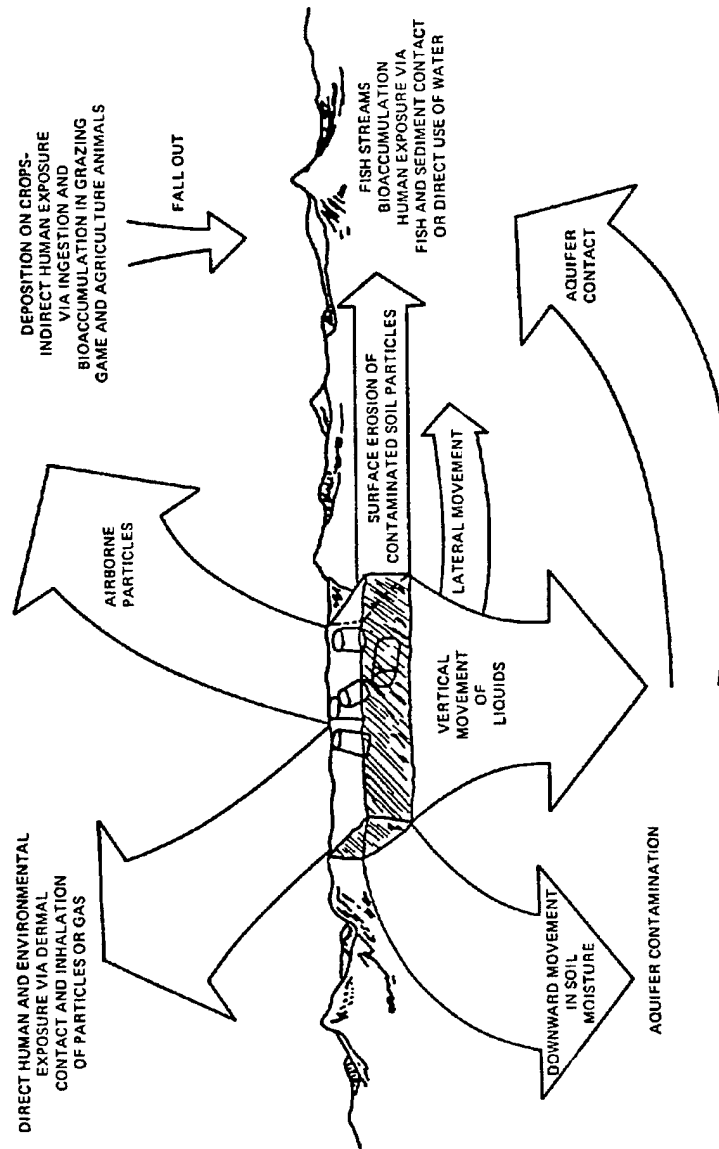 DIRECT HUMAN AND ENVIRONMENTAL
EXPOSURE VIA DERMAL
CONTACT AND INHALATION
OF PARTICLES OR GAS
AIRBORNE
PARTICLES
DEPOSITION ON CROPS-
INDIRECT HUMAN EXPOSURE
VIA INGESTION AND
BIOACCUMULATION IN GRAZING
GAME AND AGRICULTURE ANIMALS
FALL OUT
SURFACE EROSION OF
CONTAMINATED SOIL PARTICLES
FISH STREAMS
BIOACCUMULATION
HUMAN EXPOSURE VIA
FISH AND SEDIMENT CONTACT
OR DIRECT USE OF WATER
LATERAL MOVEMENT
VERTICAL
MOVEMENT
OF
LIQUIDS
DOWNWARD MOVEMENT
IN SOIL
MOISTURE
AQUIFER
CONTACT
AQUIFER CONTAMINATION